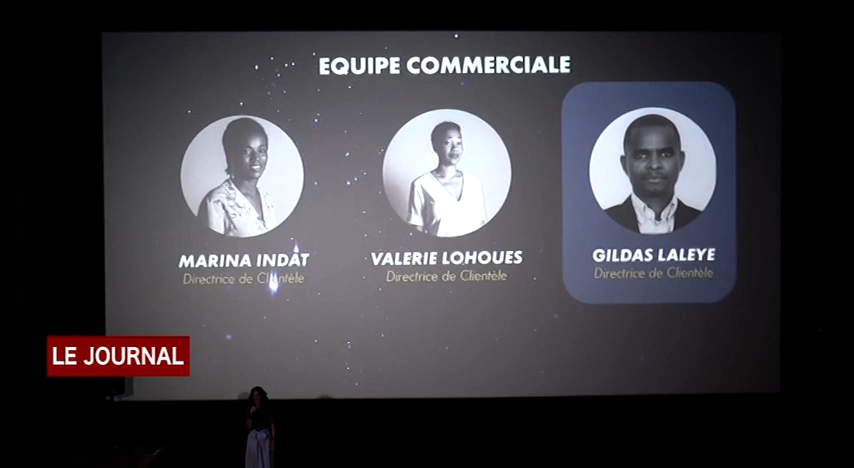 EQUIPE COMMERCIALE
MARINA INDAT
Directrice de Clientèle
VALERIE LOHOUES
Directrice de Clientèle
GILDAS LALEYE
Directrice de Clientèle
LE JOURNAL